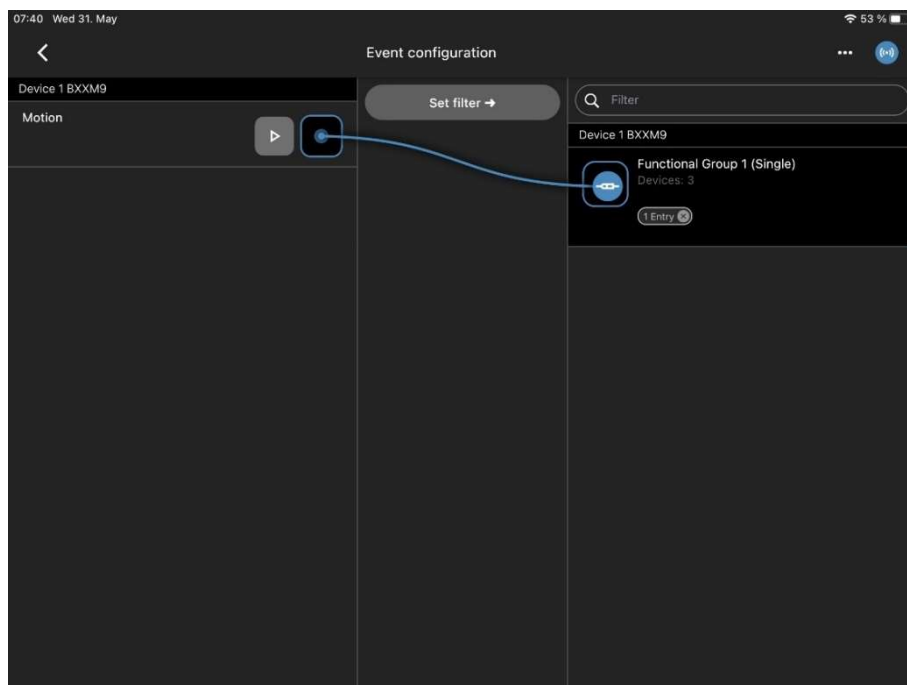 07:40 Wed 31. May
53 %
Event configuration
Device 1 BXXM9
Motion
Set filter →
Filter
Device 1 BXXM9
Functional Group 1 (Single)
Devices: 3
1 Entry